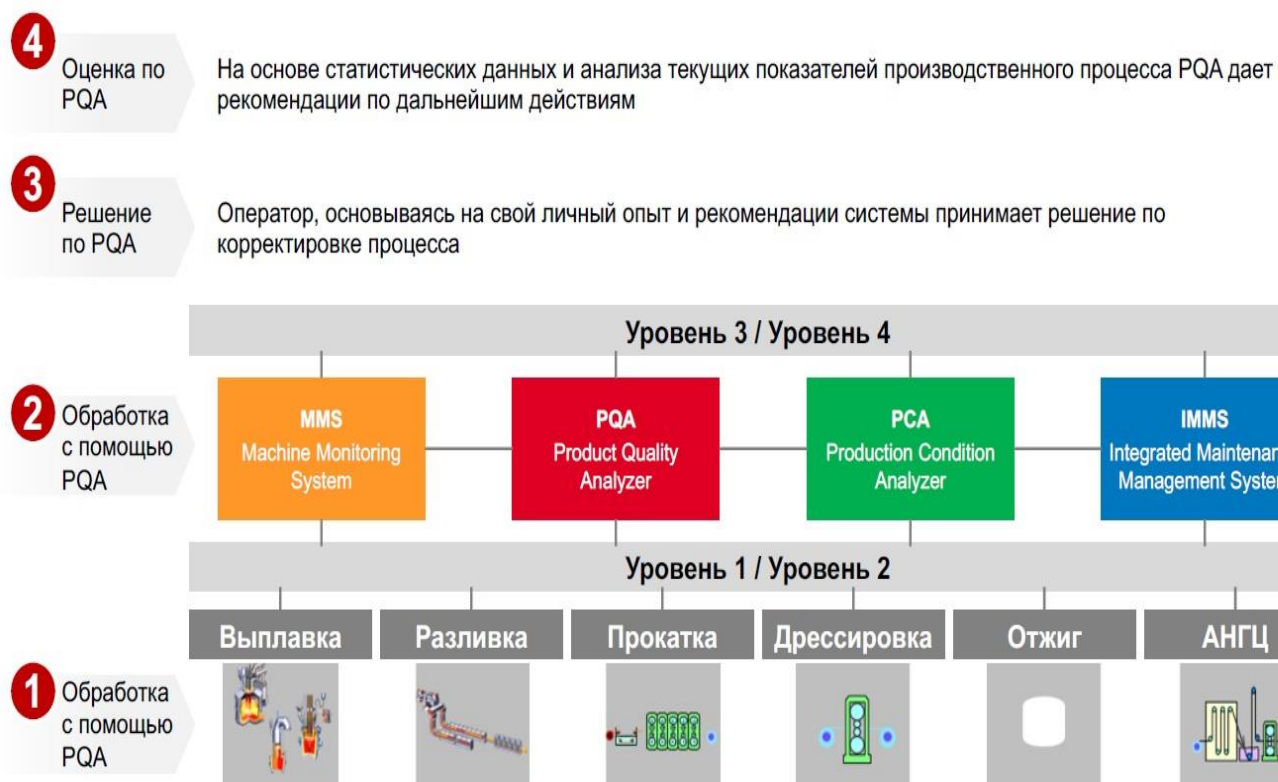 4
Оценка по
PQA
На основе статистических данных и анализа текущих показателей производственного процесса PQA дает
рекомендации по дальнейшим действиям
3
Решение
по PQA
Оператор, основываясь на свой личный опыт и рекомендации системы принимает решение по
корректировке процесса
Уровень 3 / Уровень 4
2
Обработка
с помощью
PQA
MMS
Machine Monitoring
System
PQA
Product Quality
Analyzer
PCA
Production Condition
Analyzer
IMMS
Integrated Maintenan
Management System
Уровень 1 / Уровень 2
Выплавка
Разливка
Прокатка
Дрессировка
Отжиг
АНГЦ
1
Обработка
с помощью
PQA